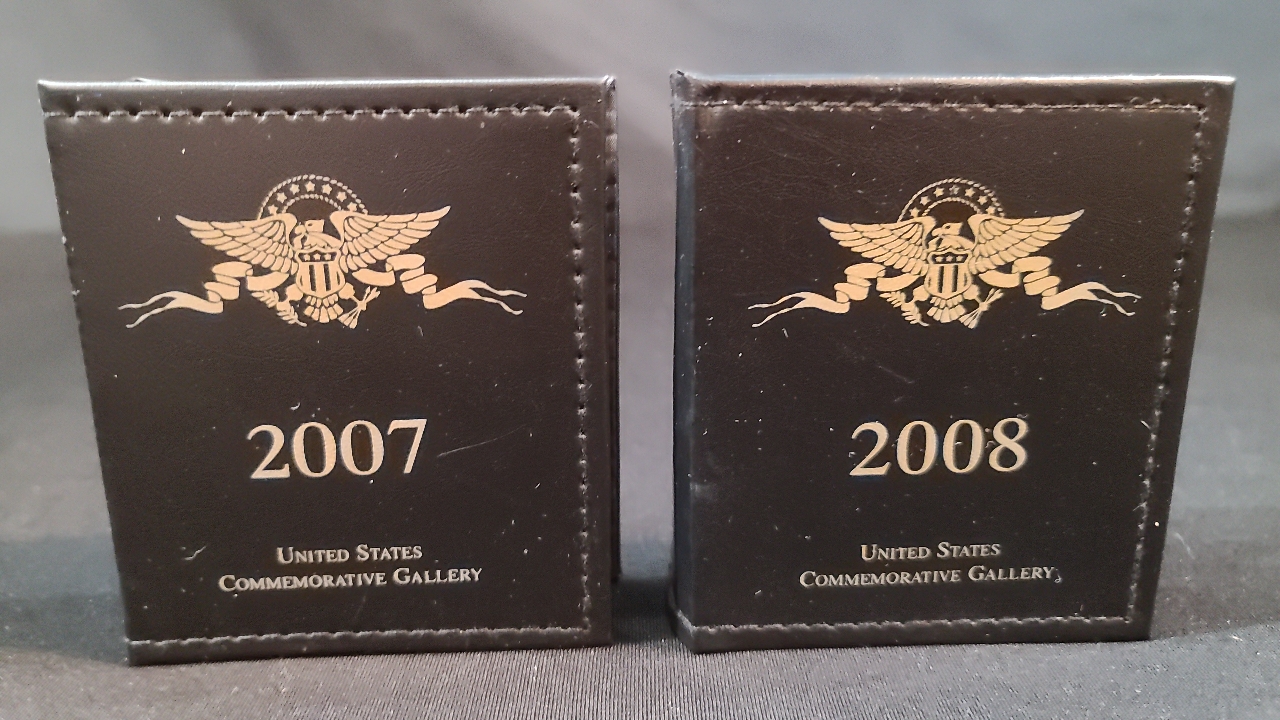 2007
United States
Commemorative Gallery
2008
United States
Commemorative Gallery